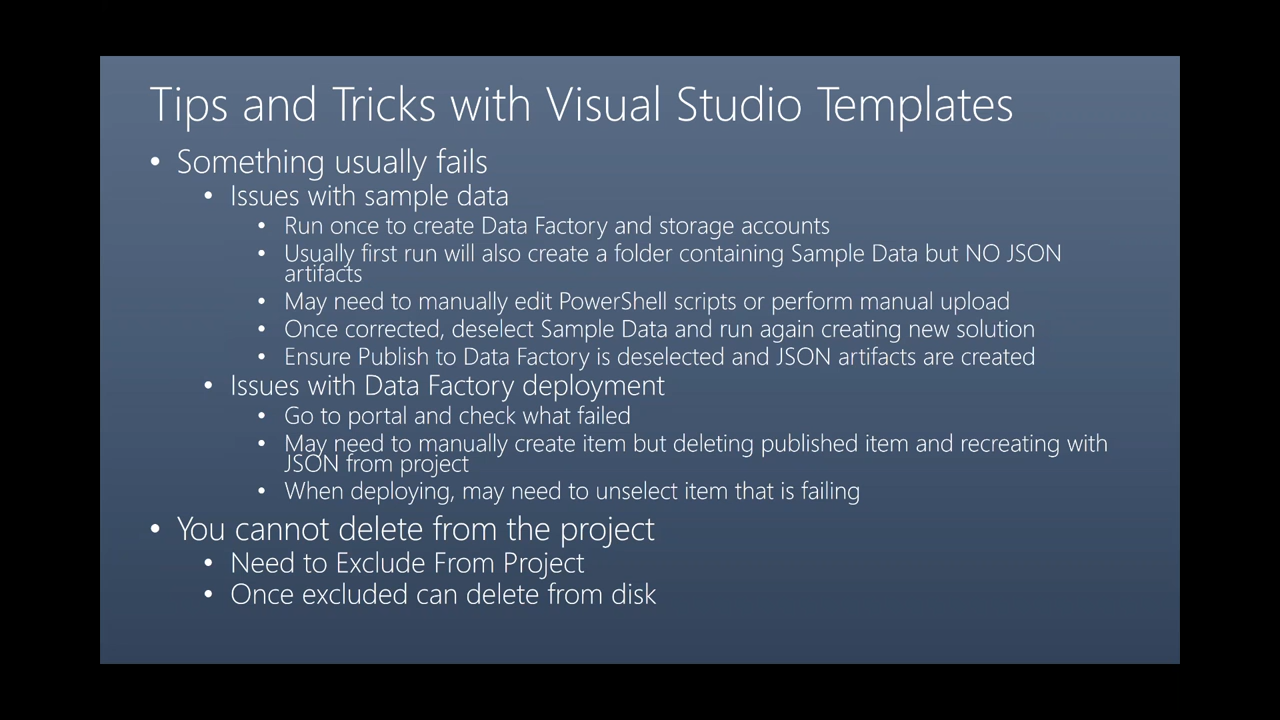 Tips and Tricks with Visual Studio Templates
• Something usually fails
• Issues with sample data
• Run once to create Data Factory and storage accounts
• Usually first run will also create a folder containing Sample Data but NO JSON
artifacts
• May need to manually edit PowerShell scripts or perform manual upload
• Once corrected, deselect Sample Data and run again creating new solution
• Ensure Publish to Data Factory is deselected and JSON artifacts are created
• Issues with Data Factory deployment
• Go to portal and check what failed
• May need to manually create item but deleting published item and recreating with
JSON from project
• When deploying, may need to unselect item that is failing
• You cannot delete from the project
• Need to Exclude From Project
• Once excluded can delete from disk